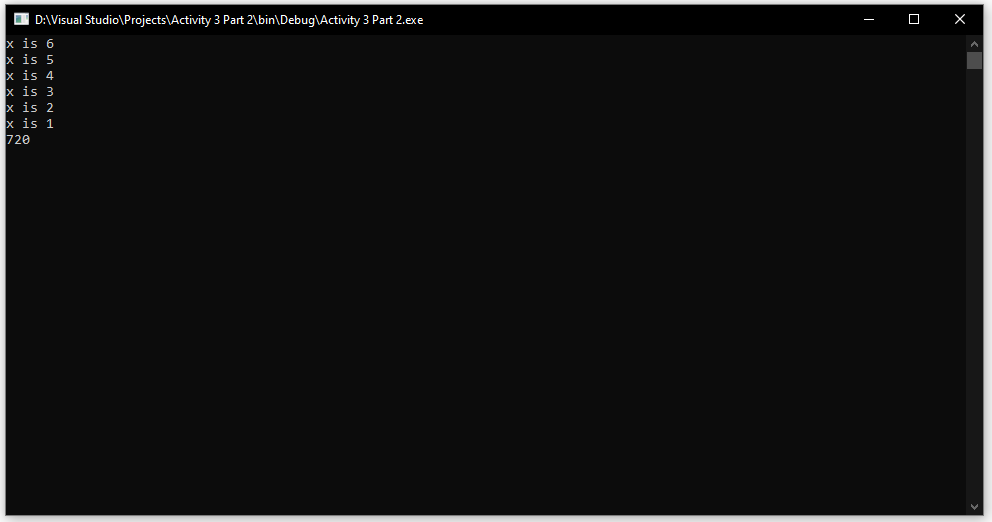 D:\Visual Studio\Projects\Activity 3 Part 2\bin\Debug\Activity 3 Part 2.exe
x is 6
x is 5
x is 4
x is 3
x is 2
x is 1
720